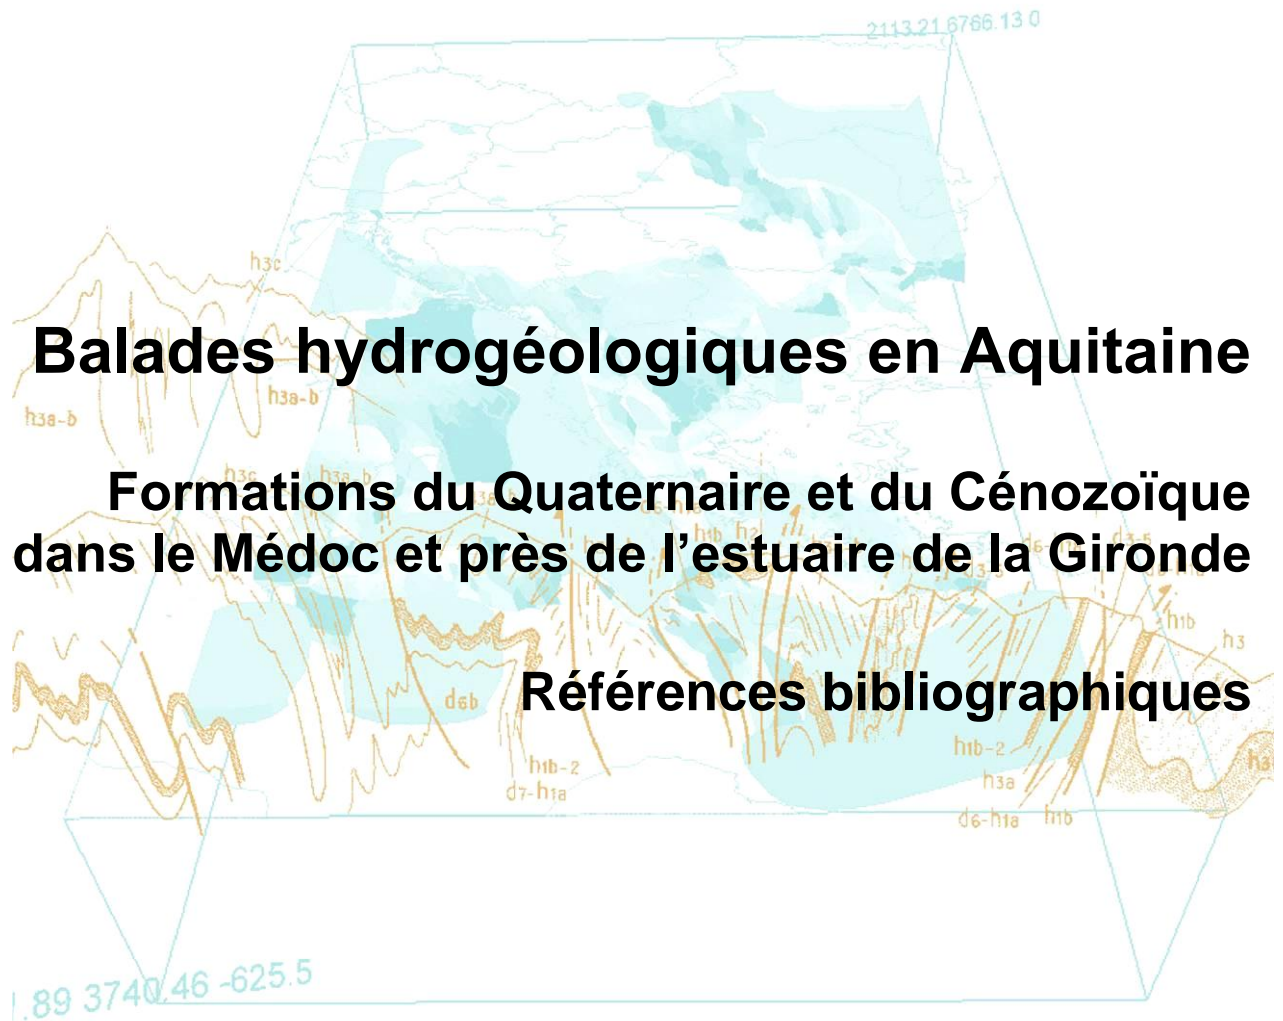 2113.21 6766.13 0
h3c
Balades hydrogéologiques en Aquitaine
h3a-b
h3a-b
h3c
h3a-b
Formations du Quaternaire et du Cénozoïque
dans le Médoc et près de l’estuaire de la Gironde
h1b
h3
d6b
Références bibliographiques
h1b-2
h1b-2
d7-h1a
h3a
d6-h1a
h1b
.89 3740.46 -625.5